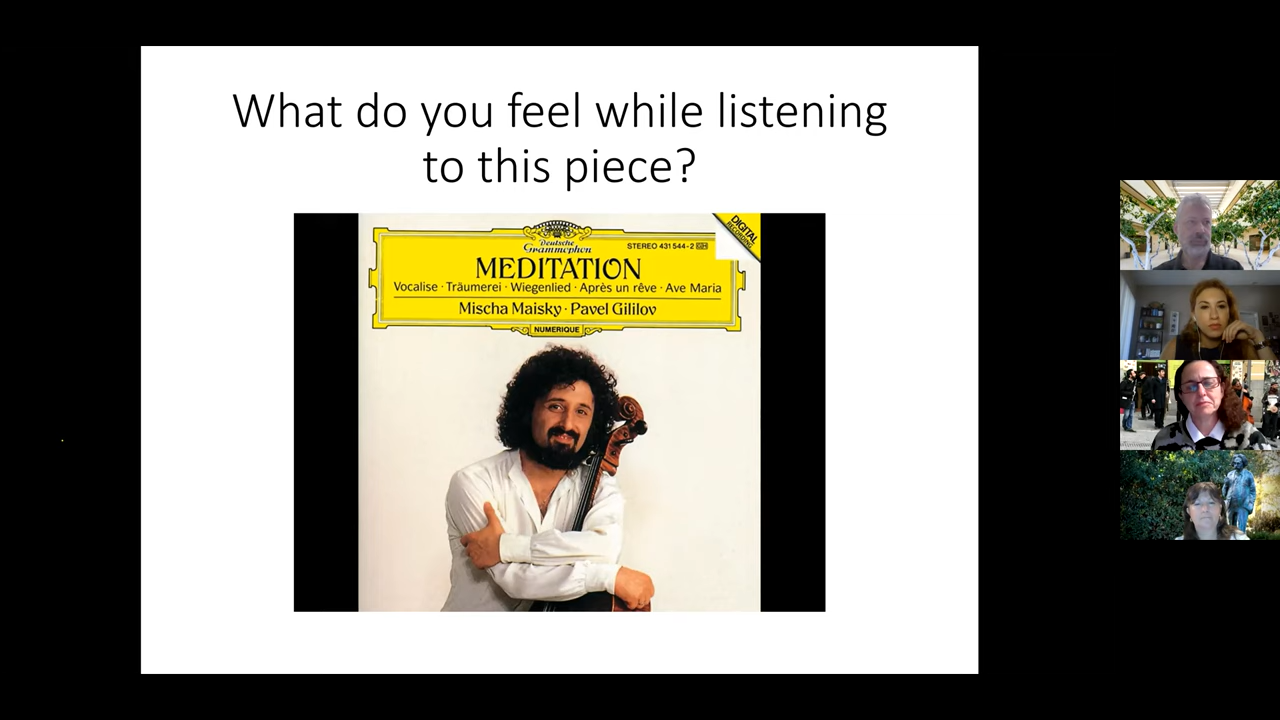 What do you feel while listening
to this piece?
Deutsche
Grammophon
STEREO 431 544-2
DIGITAL
RECORDING
MEDITATION
Vocalise · Träumerei · Wiegenlied · Après un rêve · Ave Maria
Mischa Maisky · Pavel Gililov
NUMERIQUE